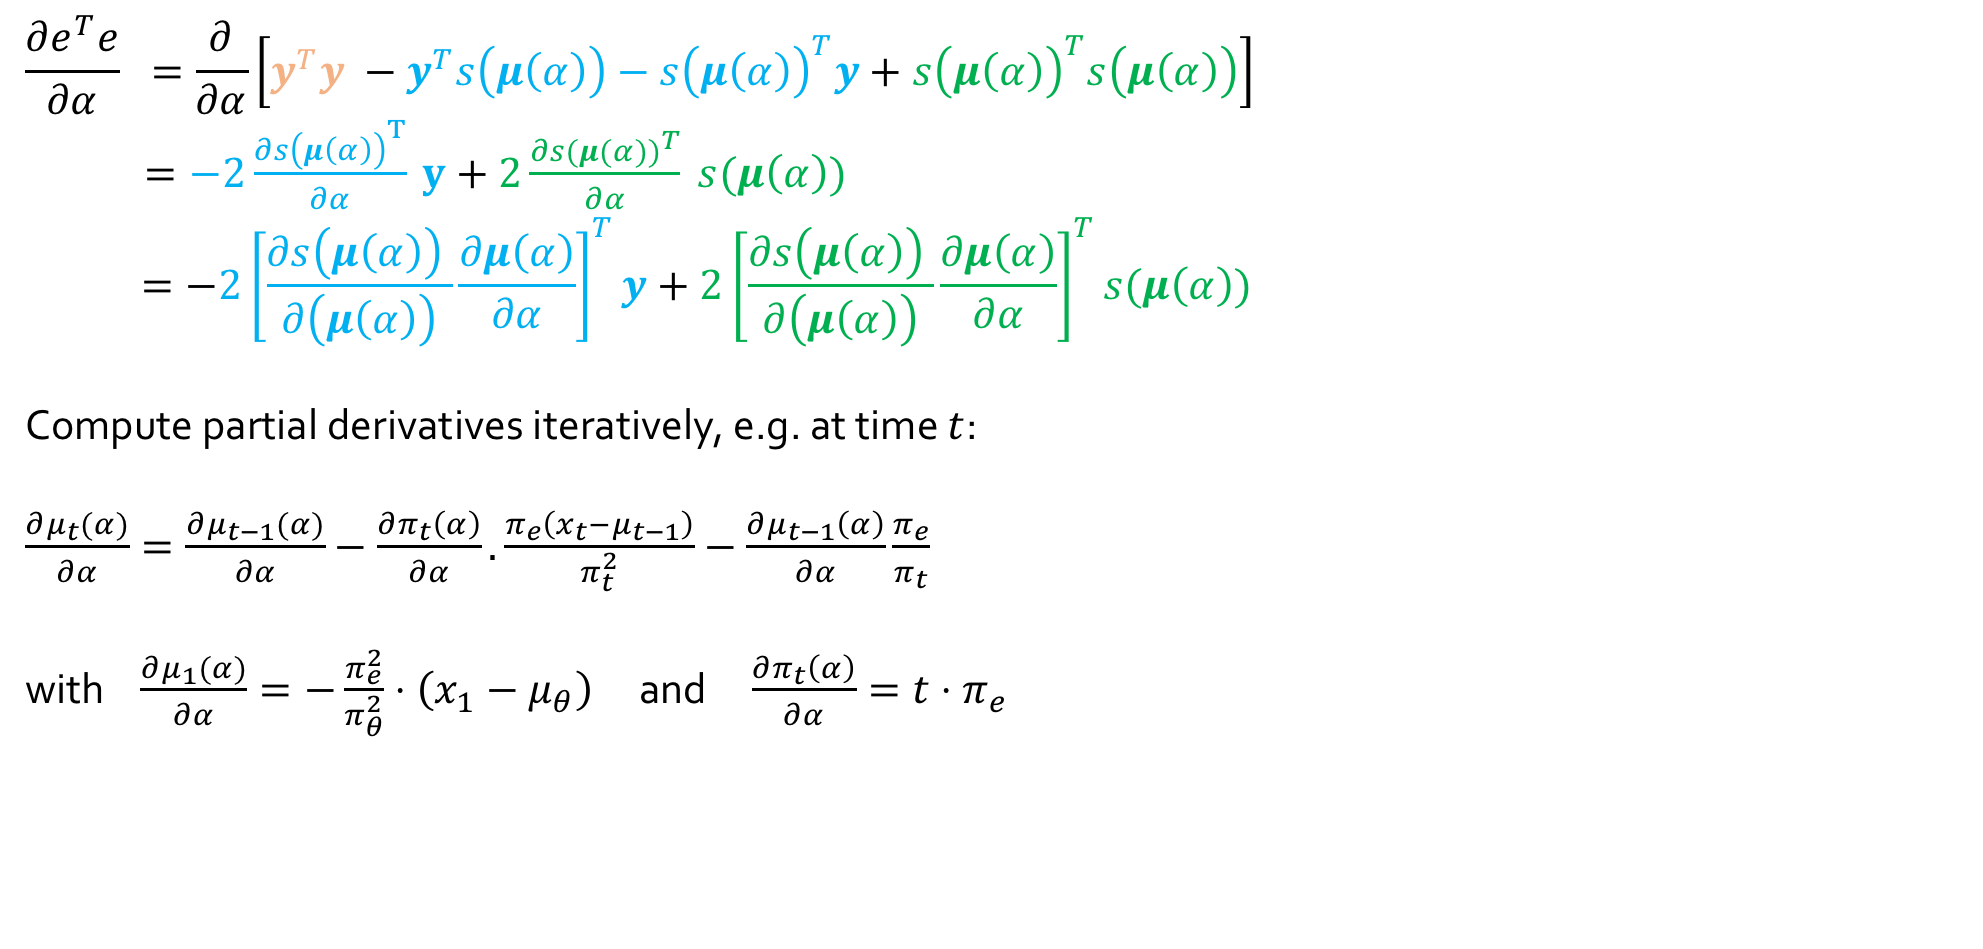 ∂e^T e/∂α = ∂/∂α [y^T y − y^T s(μ(α)) − s(μ(α))^T y + s(μ(α))^T s(μ(α))]
= −2 ∂s(μ(α))^T/∂α y + 2 ∂s(μ(α))^T/∂α s(μ(α))
= −2 [∂s(μ(α))/∂(μ(α)) ∂μ(α)/∂α]^T y + 2 [∂s(μ(α))/∂(μ(α)) ∂μ(α)/∂α]^T s(μ(α))
Compute partial derivatives iteratively, e.g. at time t:
∂μ_t(α)/∂α = ∂μ_{t−1}(α)/∂α − ∂π_t(α)/∂α . π_e(x_t−μ_{t−1})/π_t^2 − ∂μ_{t−1}(α)/∂α π_e/π_t
with ∂μ_1(α)/∂α = − π_e^2/π_θ^2 · (x_1 − μ_θ) and ∂π_t(α)/∂α = t · π_e